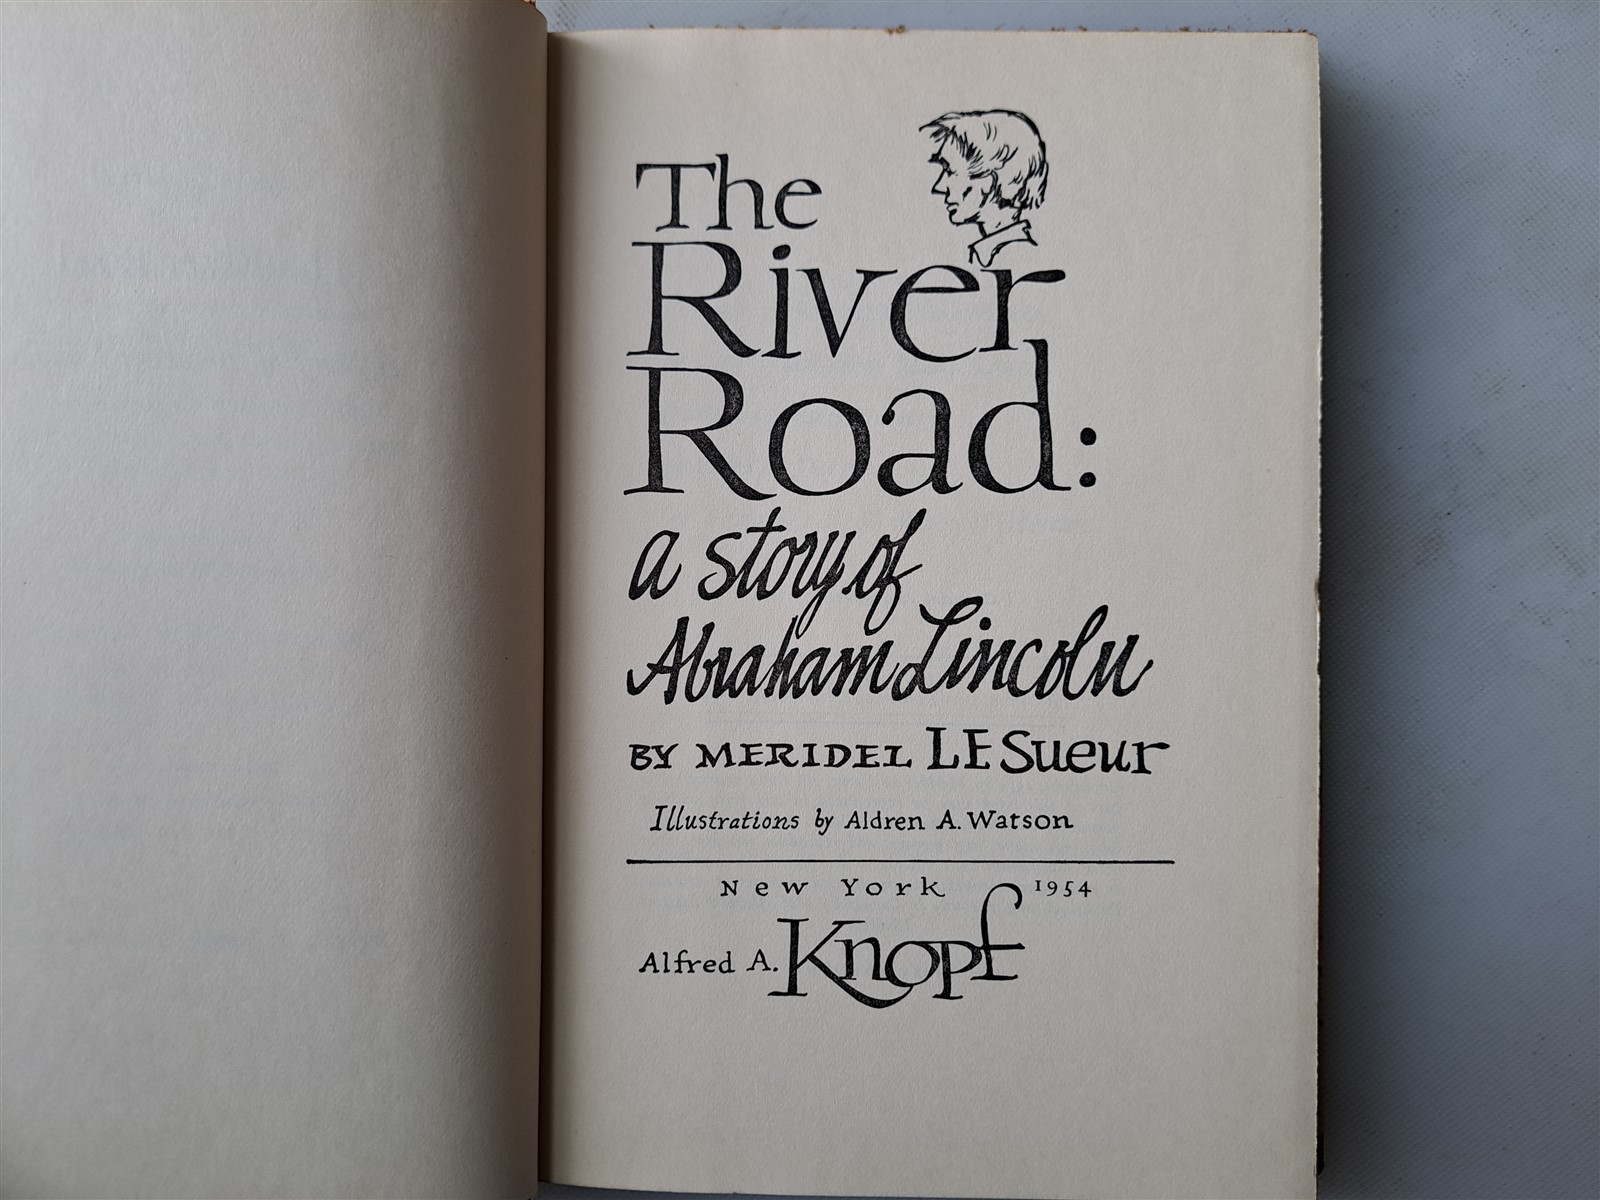 The
River
Road:
a story of
Abraham Lincoln
BY MERIDEL LE Sueur
Illustrations by Aldren A. Watson
New York 1954
Alfred A. Knopf